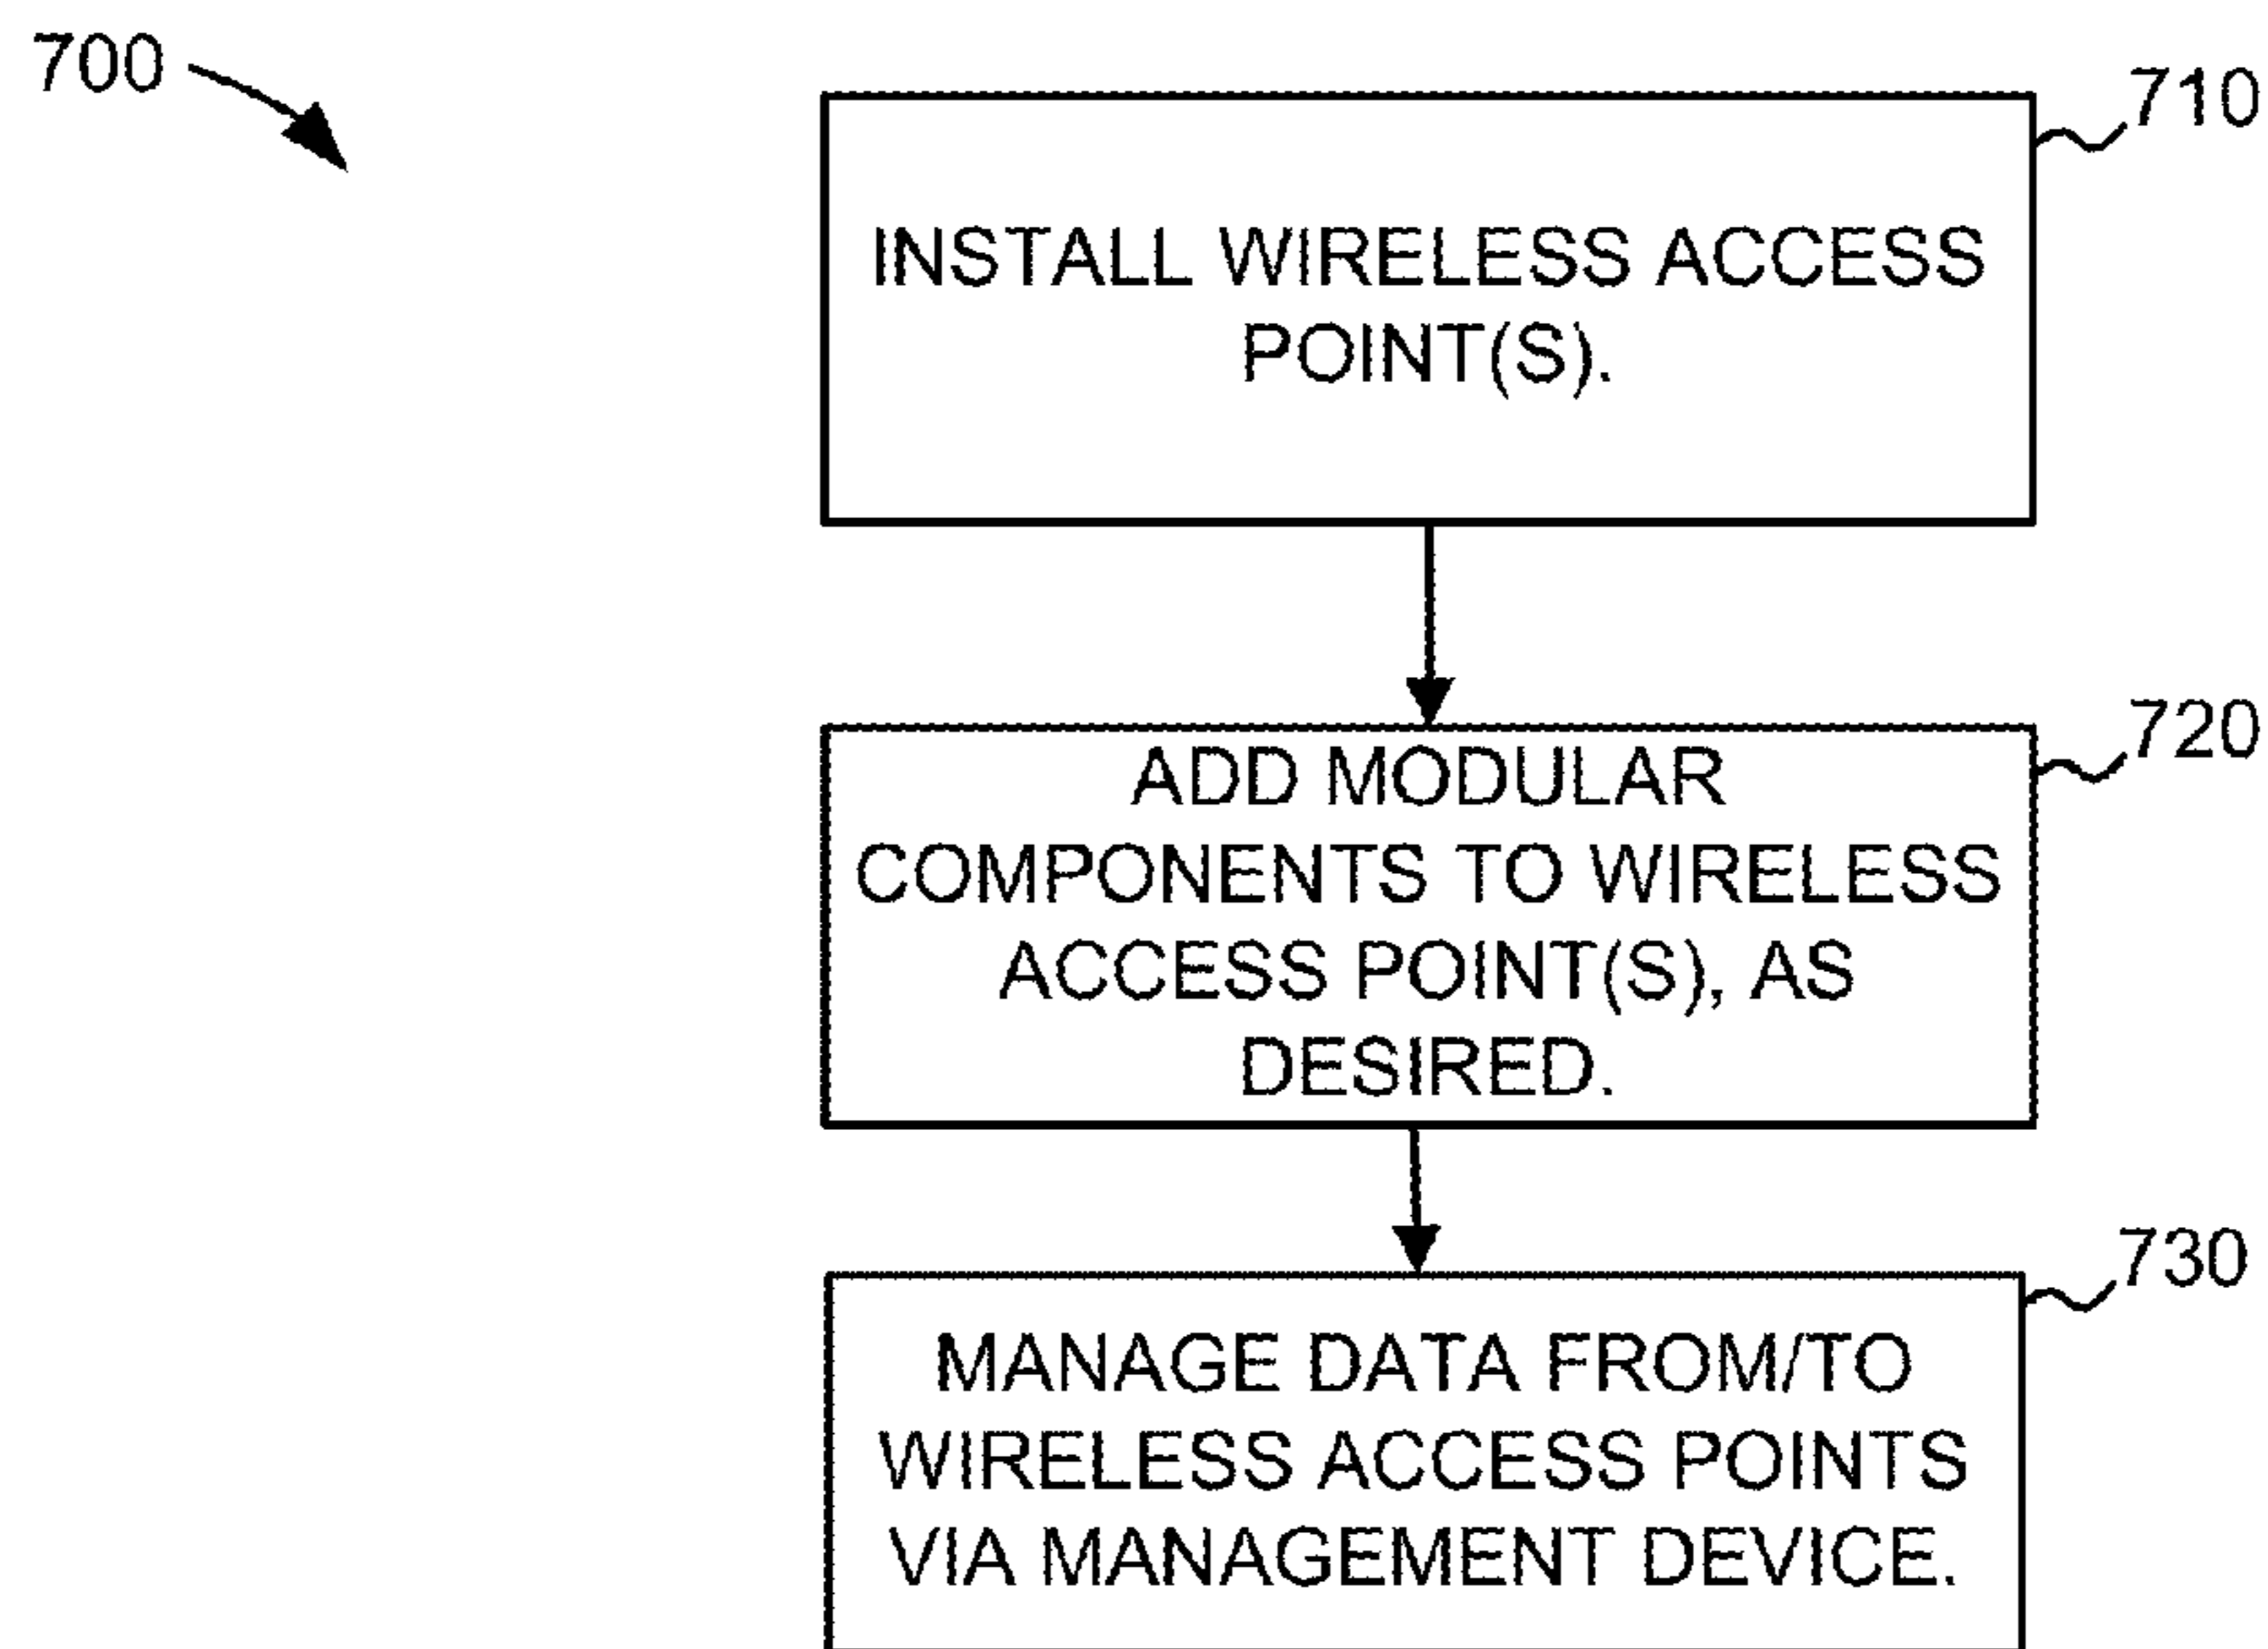 700
710
INSTALL WIRELESS ACCESS
POINT(S).
720
ADD MODULAR
COMPONENTS TO WIRELESS
ACCESS POINT(S), AS
DESIRED.
730
MANAGE DATA FROM/TO
WIRELESS ACCESS POINTS
VIA MANAGEMENT DEVICE.